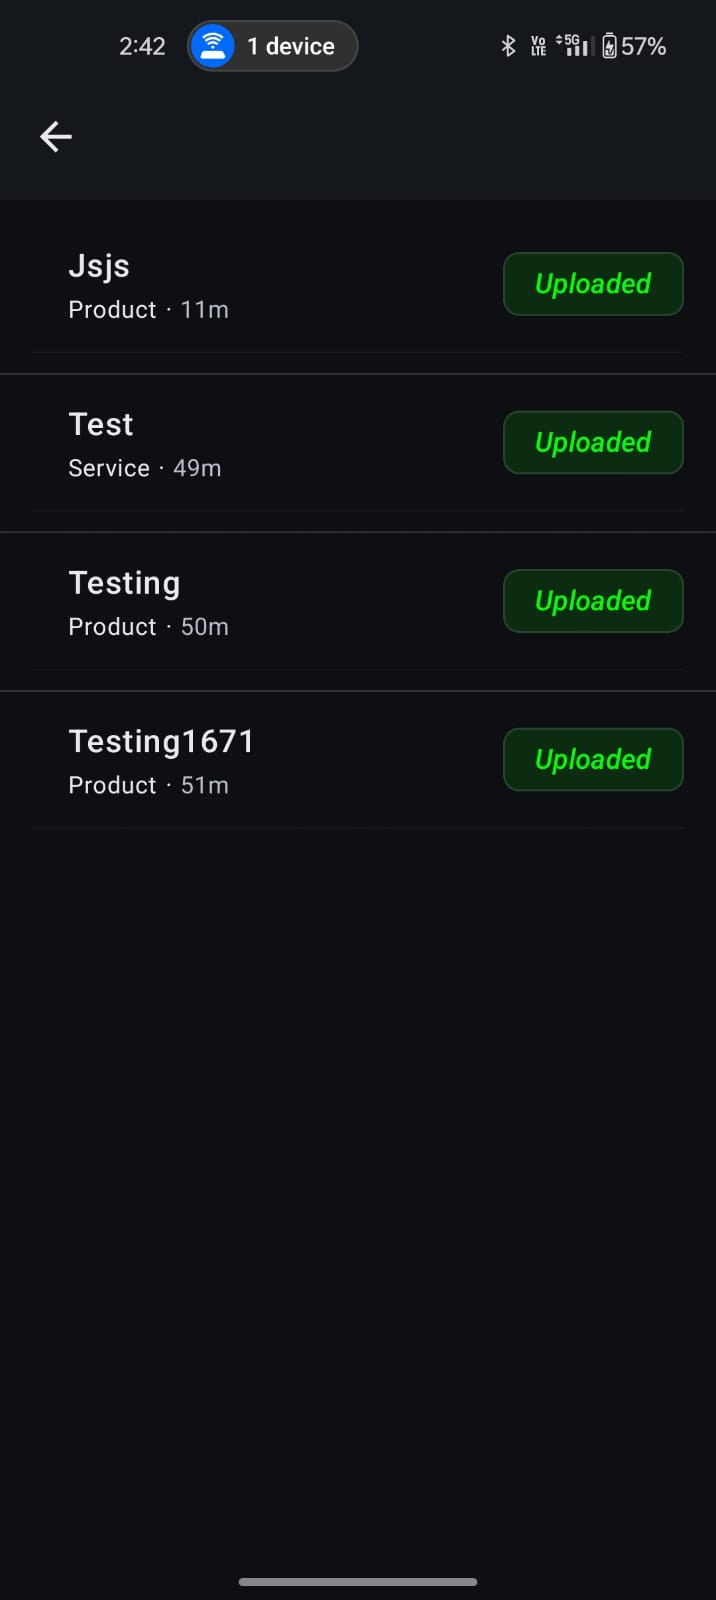 2:42 1 device Vo LTE 5G 57%
Jsjs
Product · 11m
Uploaded
Test
Service · 49m
Uploaded
Testing
Product · 50m
Uploaded
Testing1671
Product · 51m
Uploaded